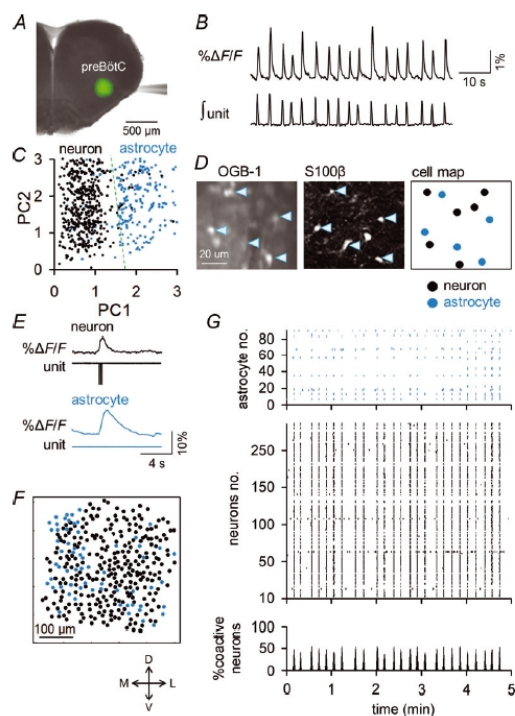 A
preBötC
500 µm
B
%ΔF/F
1%
10 s
∫unit
C
neuron
astrocyte
3
2
1
0
PC2
0
1
2
3
PC1
D
OGB-1
S100β
cell map
20 um
neuron
astrocyte
E
neuron
%ΔF/F
unit
astrocyte
%ΔF/F
unit
10%
4 s
F
100 µm
D
M
L
V
G
astrocyte no.
80
60
40
20
0
neurons no.
250
150
100
50
10
%coactive
neurons
100
50
0
0
1
2
3
4
5
time (min)